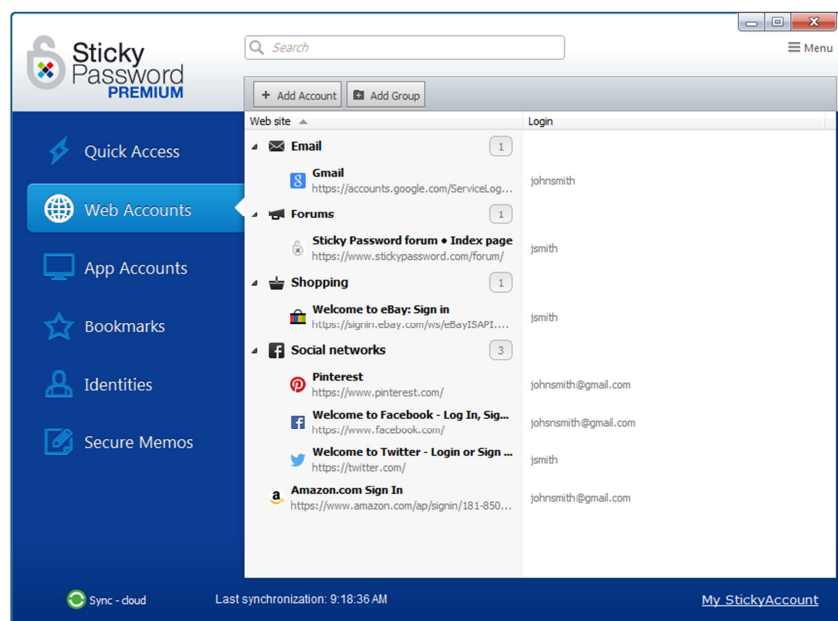 Sticky
Password
PREMIUM
Search
Menu
+ Add Account
Add Group
Web site
Login
Quick Access
Web Accounts
App Accounts
Bookmarks
Identities
Secure Memos
Email 1
Gmail
https://accounts.google.com/ServiceLog...
johnsmith
Forums 1
Sticky Password forum • Index page
https://www.stickypassword.com/forum/
jsmith
Shopping 1
Welcome to eBay: Sign in
https://signin.ebay.com/ws/eBayISAPI....
jsmith
Social networks 3
Pinterest
https://www.pinterest.com/
johnsmith@gmail.com
Welcome to Facebook - Log In, Sig...
https://www.facebook.com/
johsnsmith@gmail.com
Welcome to Twitter - Login or Sign ...
https://twitter.com/
jsmith
Amazon.com Sign In
https://www.amazon.com/ap/signin/181-850...
johnsmith@gmail.com
Sync - cloud
Last synchronization: 9:18:36 AM
My StickyAccount